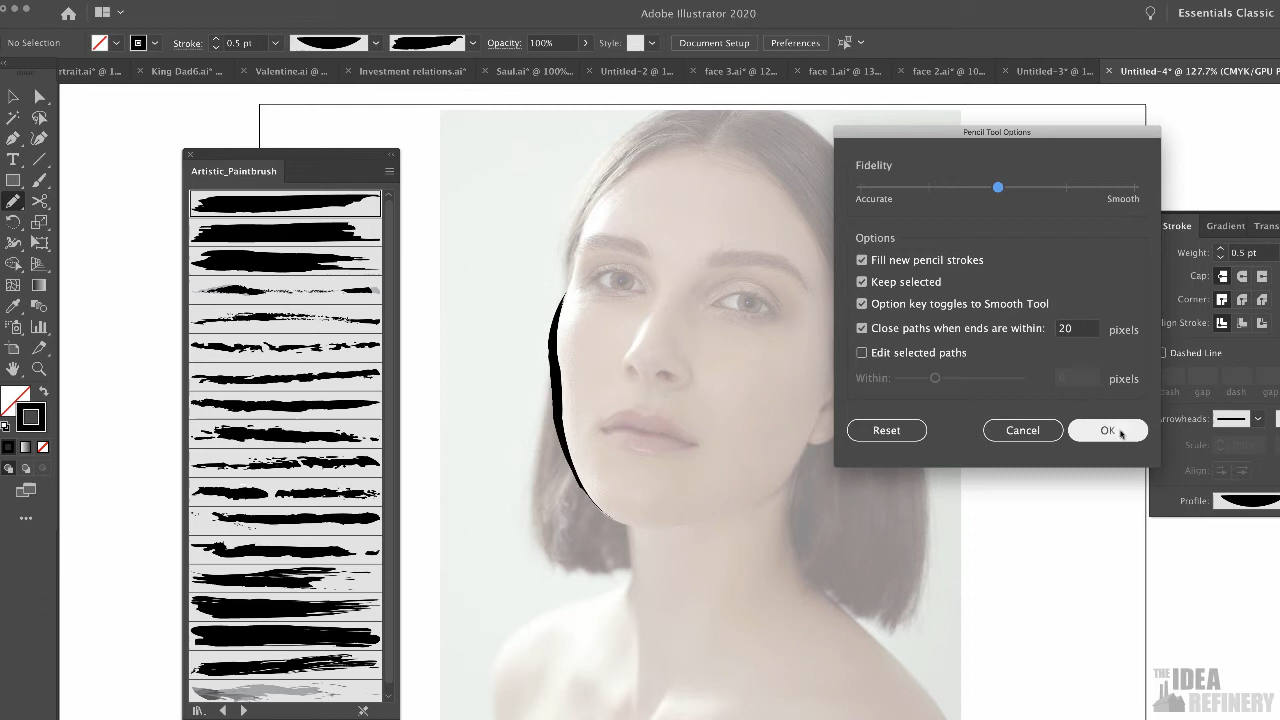 Adobe Illustrator 2020
Essentials Classic
No Selection
Stroke:
0.5 pt
Opacity:
100%
Style:
Document Setup
Preferences
rtrait.ai* @ 1...
King Dad6.ai* ...
Valentine.ai @ ...
Investment relations.ai*
Saul.ai* @ 100%...
Untitled-2 @ 1...
face 3.ai* @ 12...
face 1.ai* @ 13...
face 2.ai* @ 10...
Untitled-3* @ 1...
Untitled-4* @ 127.7% (CMYK/GPU P
Artistic_Paintbrush
Pencil Tool Options
Fidelity
Accurate
Smooth
Options
Fill new pencil strokes
Keep selected
Option key toggles to Smooth Tool
Close paths when ends are within:
20
pixels
Edit selected paths
Within:
pixels
Reset
Cancel
OK
Stroke
Gradient
Trans
Weight:
0.5 pt
Cap:
Corner:
lign Stroke:
Dashed Line
ash
gap
dash
gap
Arrowheads:
Scale:
Align:
Profile:
THE
IDEA
REFINERY